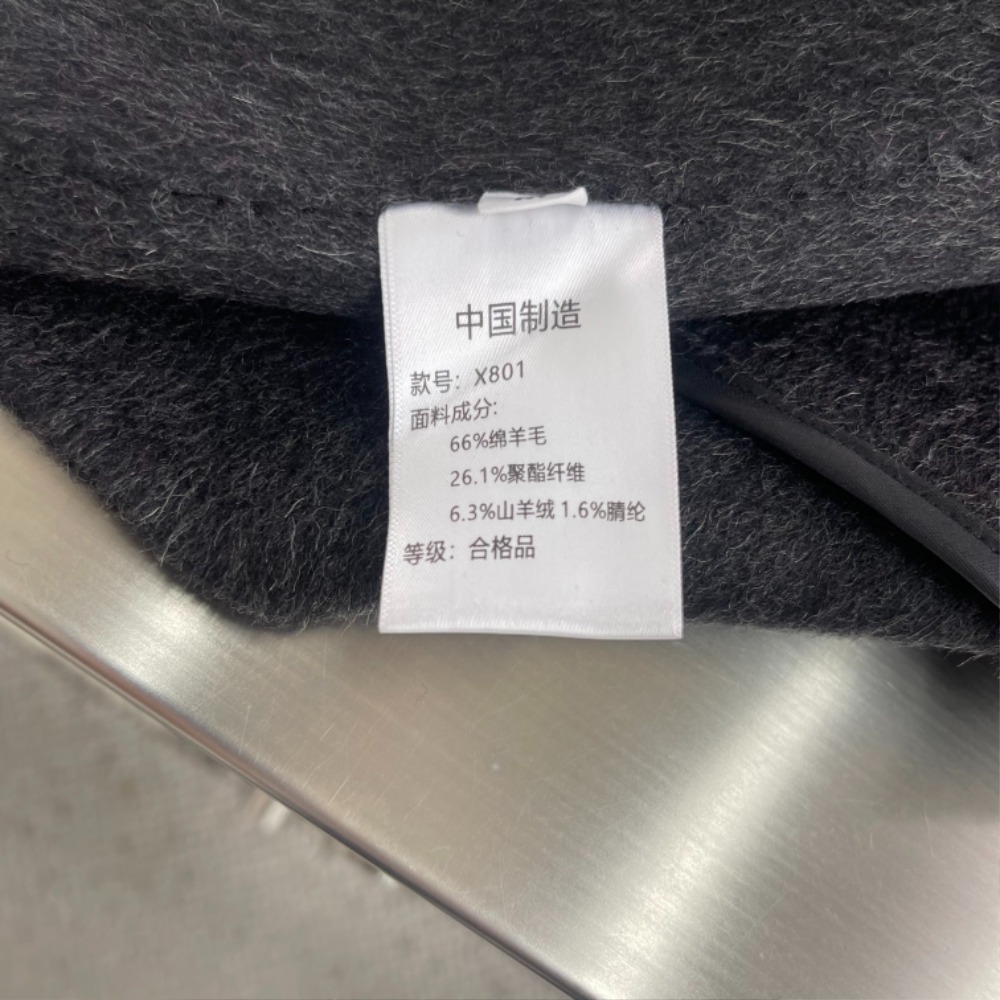 中国制造
款号：X801
面料成分:
66%绵羊毛
26.1%聚酯纤维
6.3%山羊绒 1.6%腈纶
等级：合格品